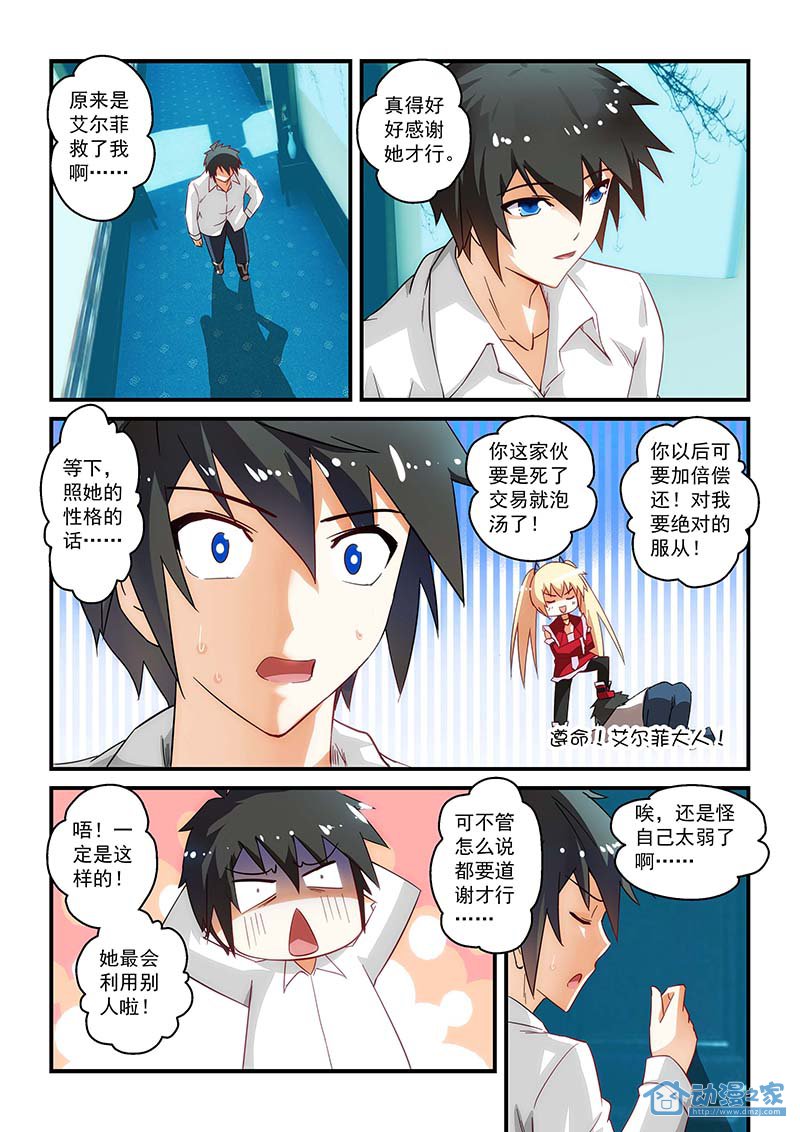 原来是
艾尔菲
救了我
啊……
真得好
好感谢
她才行。
等下，
照她的
性格的
话……
你这家伙
要是死了
交易就泡
汤了！
你以后可
要加倍偿
还！对我
要绝对的
服从！
遵命！！艾尔菲大人！
唔！一
定是这
样的！
她最会
利用别
人啦！
可不管
怎么说
都要道
谢才行
……
唉，还是怪
自己太弱了
啊……
动漫之家
http://www.dmzj.com